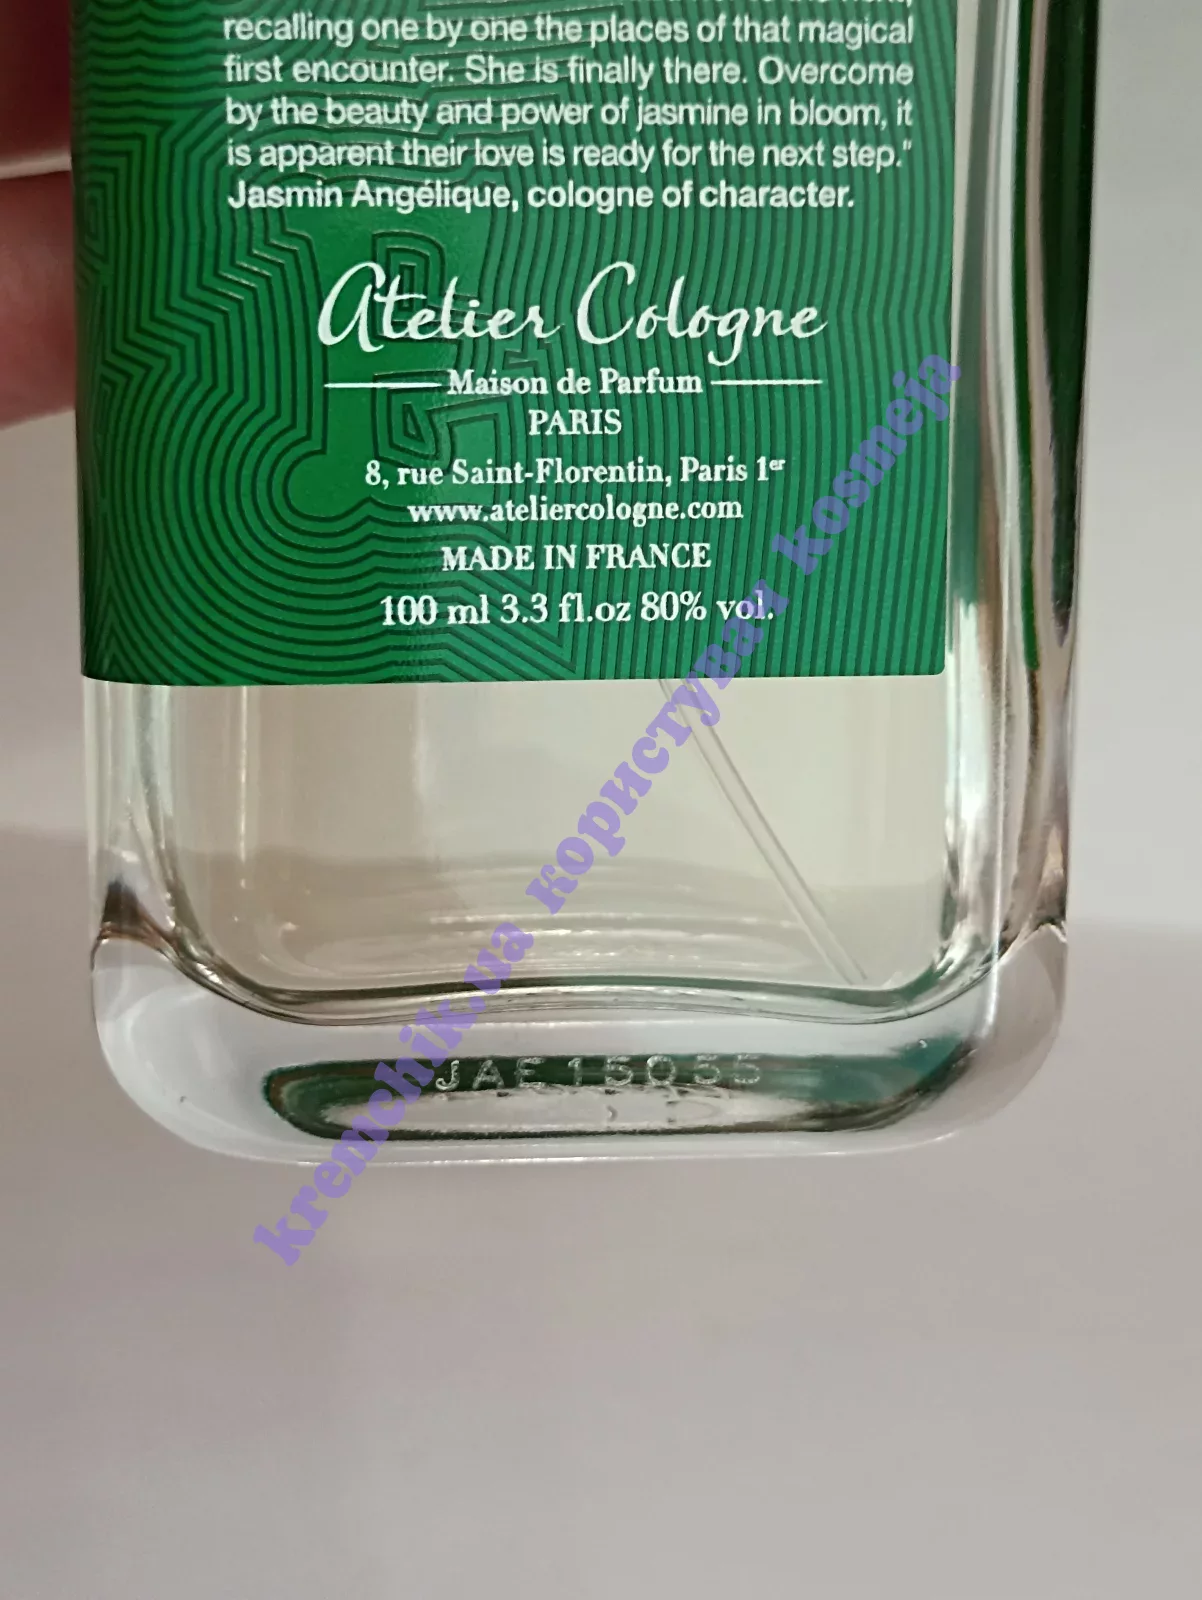 recalling one by one the places of that magical
first encounter. She is finally there. Overcome
by the beauty and power of jasmine in bloom, it
is apparent their love is ready for the next step."
Jasmin Angélique, cologne of character.
Atelier Cologne
Maison de Parfum
PARIS
8, rue Saint-Florentin, Paris 1er
www.ateliercologne.com
MADE IN FRANCE
100 ml 3.3 fl.oz 80% vol.
JAE15055
kremchik.ua користувач kosmeja